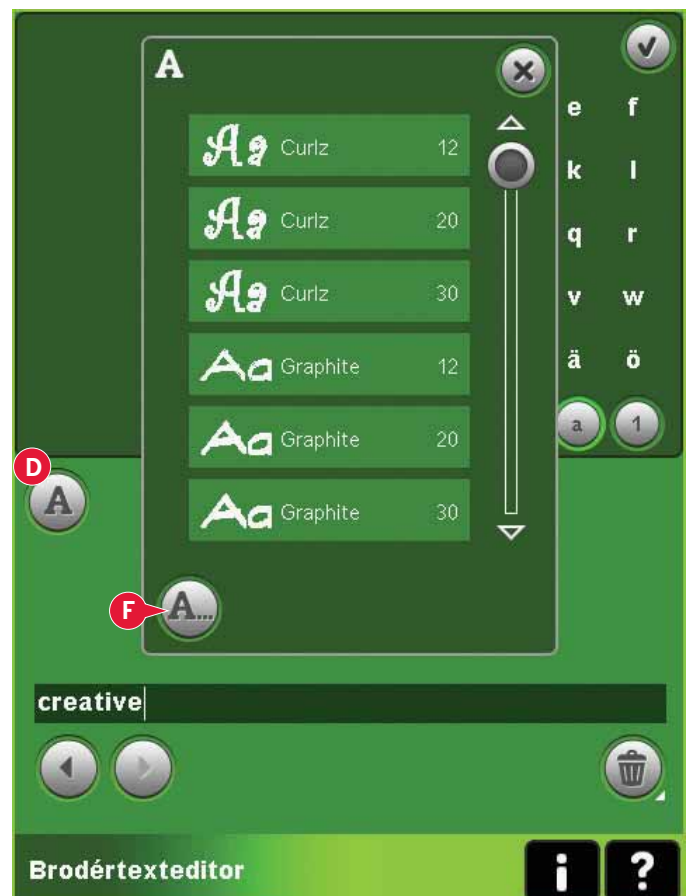 A
e f
Aa Curlz 12
k l
Aa Curlz 20
q r
Aa Curlz 30
v w
Aa Graphite 12
ä ö
Aa Graphite 20
a 1
D
A
Aa Graphite 30
F
A...
creative
Brodértexteditor
i ?